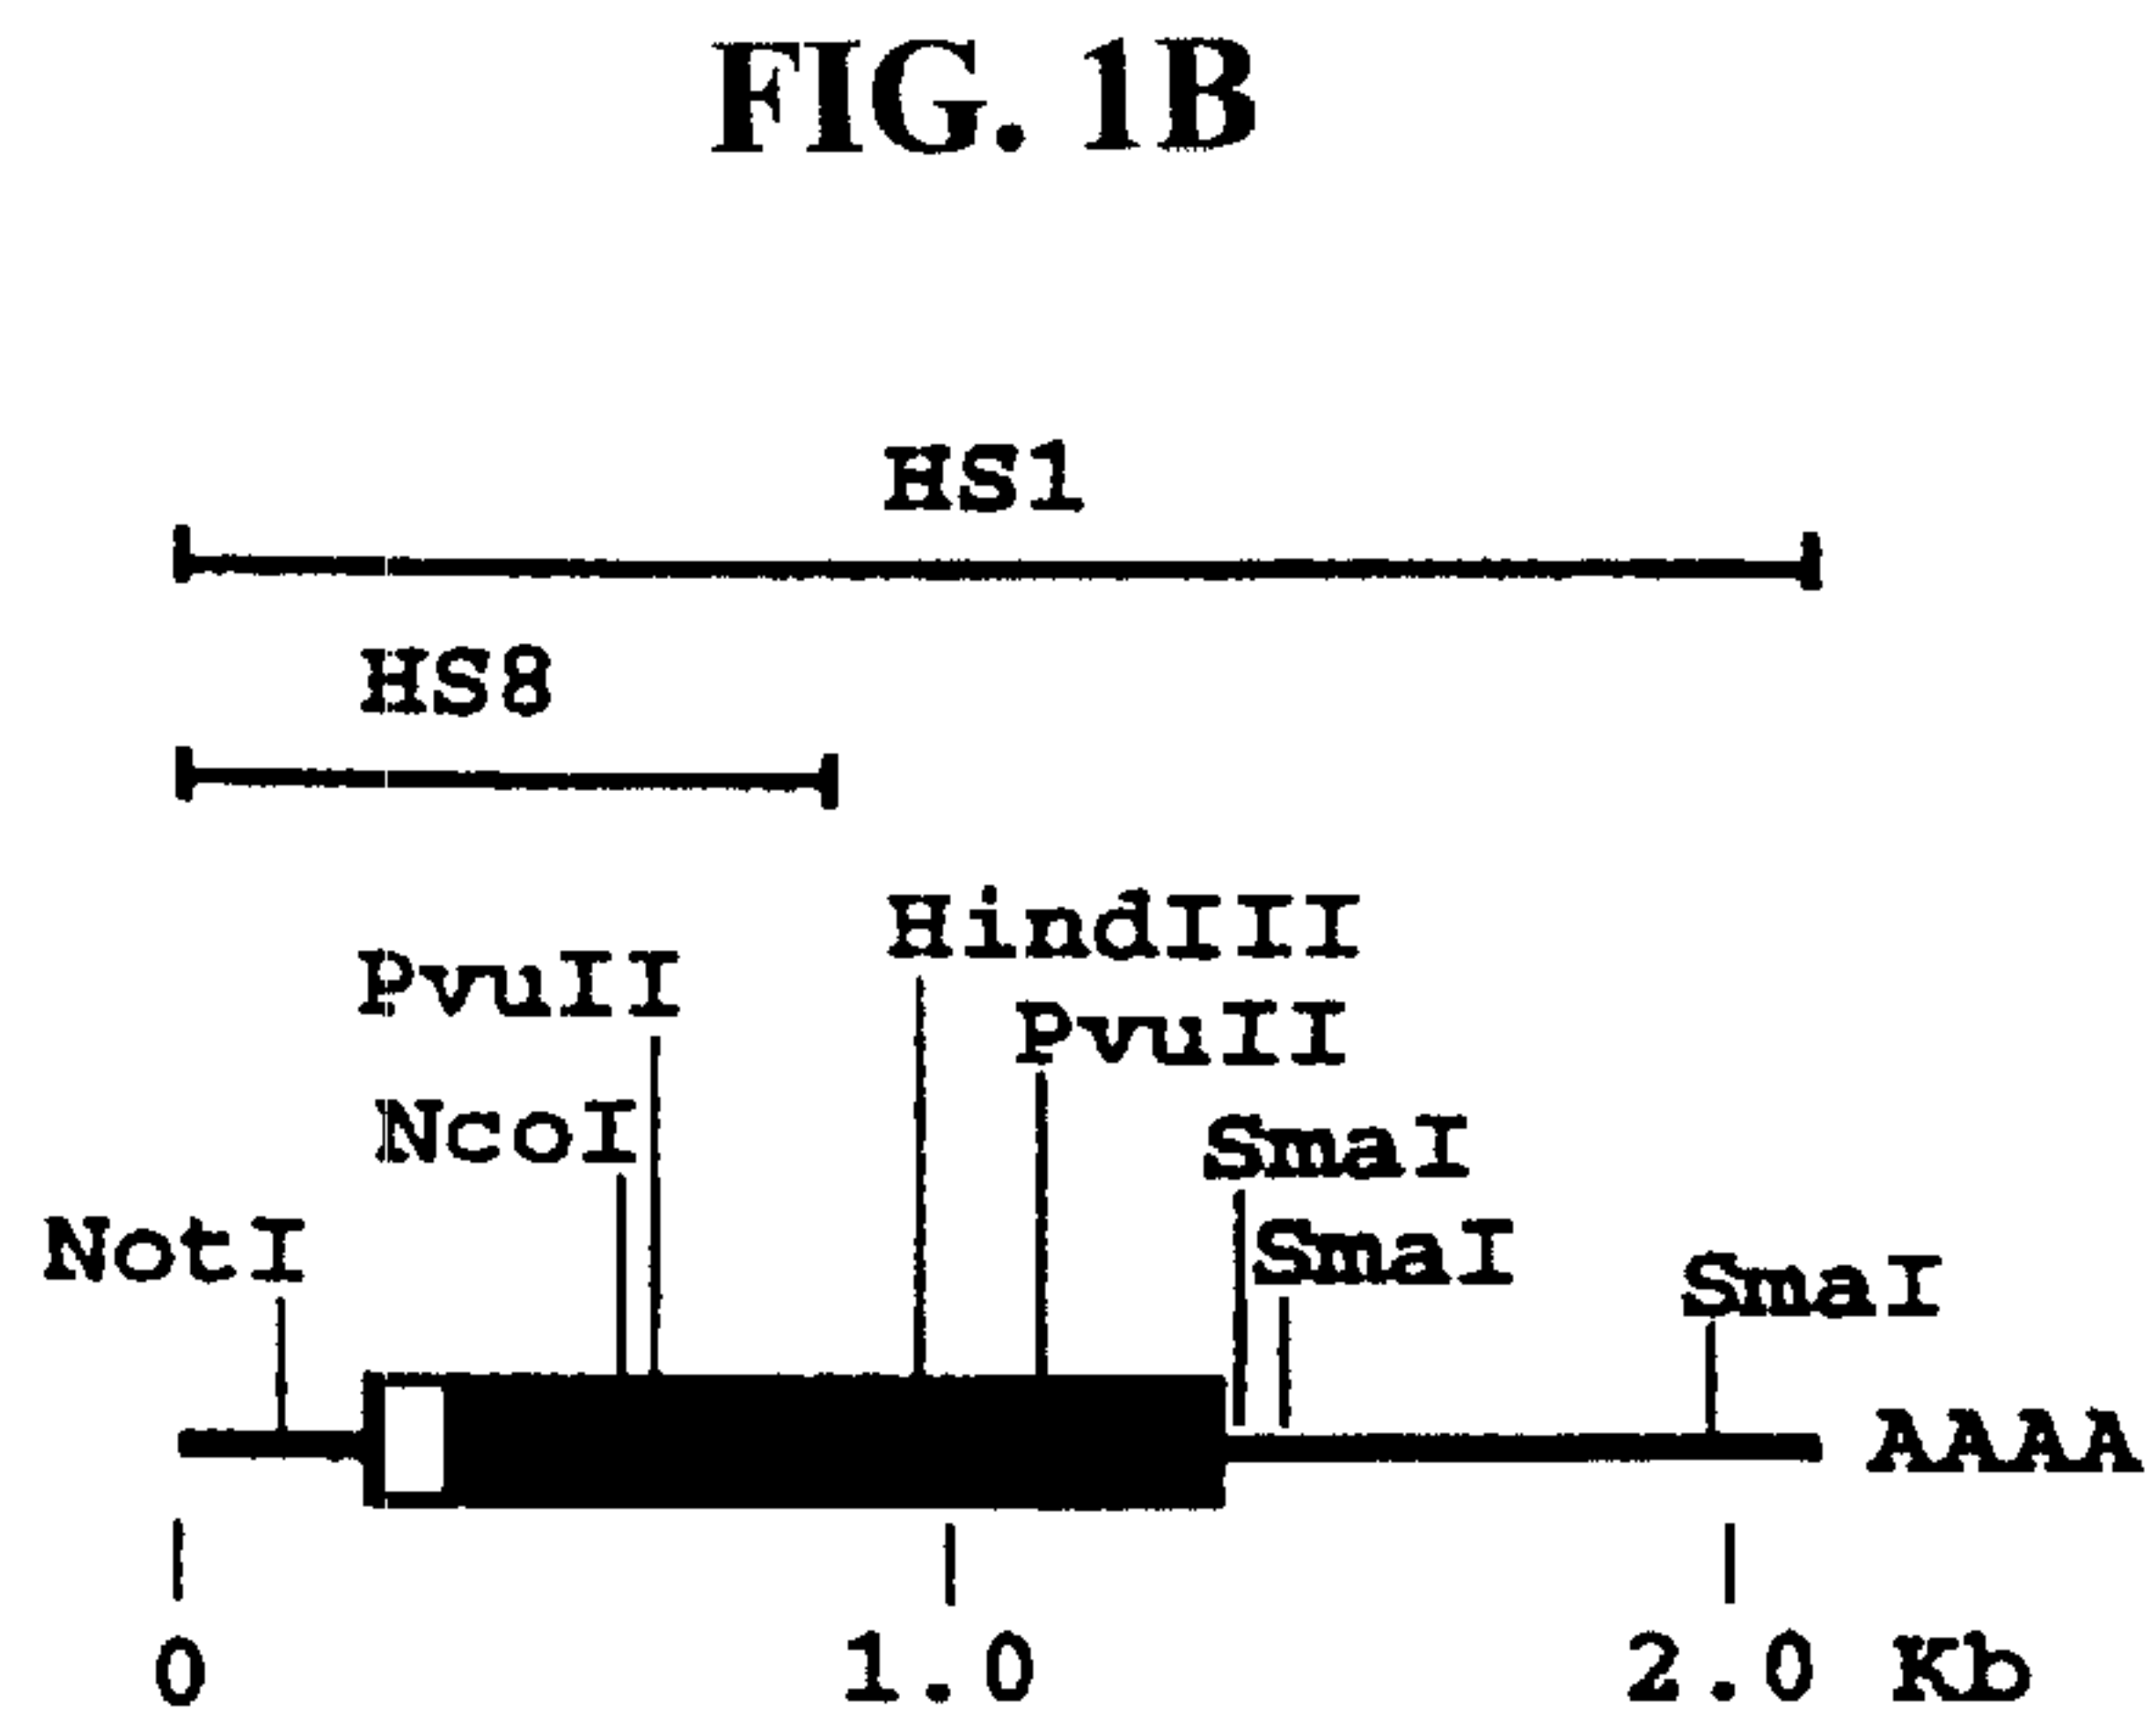 FIG. 1B
HS1
HS8
HindIII
PvuII
PvuII
NcoI
SmaI
NotI
SmaI
SmaI
AAAA
0 1.0 2.0 Kb